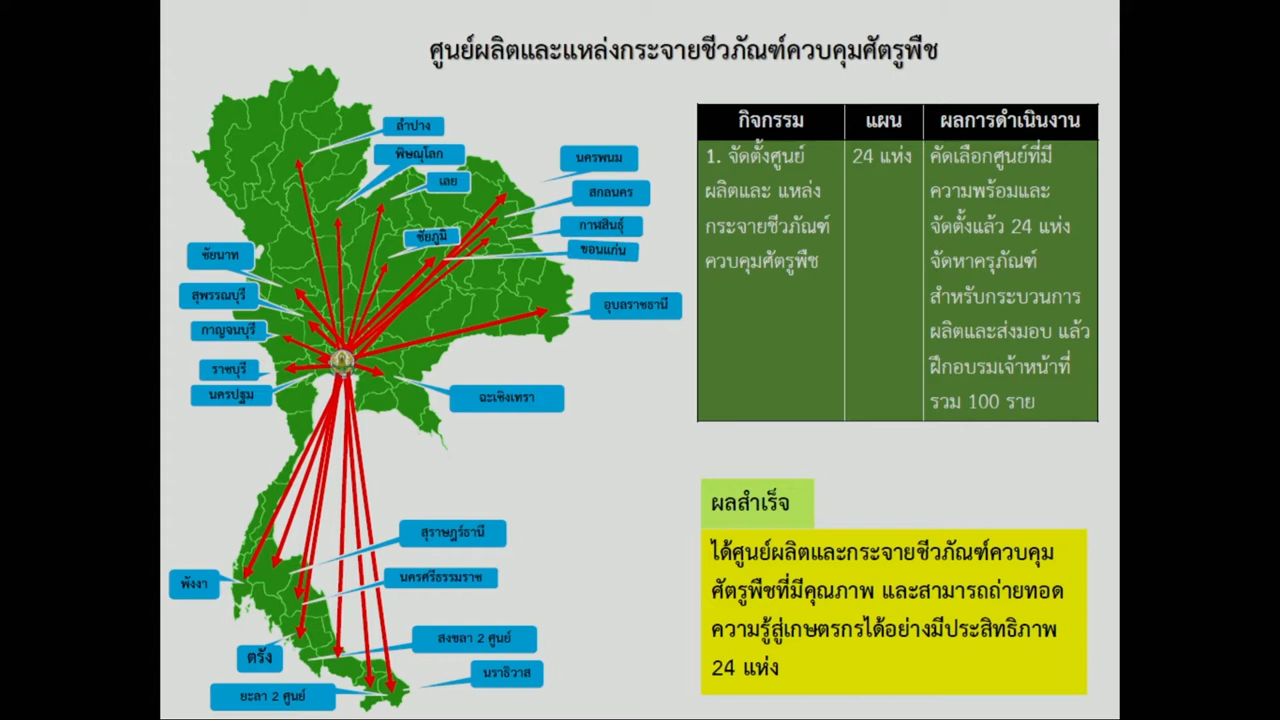 ศูนย์ผลิตและแหล่งกระจายชีวภัณฑ์ควบคุมศัตรูพืช
ลำปาง
พิษณุโลก
เลย
นครพนม
สกลนคร
กาฬสินธุ์
ขอนแก่น
ชัยภูมิ
ชัยนาท
สุพรรณบุรี
กาญจนบุรี
ราชบุรี
นครปฐม
อุบลราชธานี
ฉะเชิงเทรา
สุราษฎร์ธานี
พังงา
นครศรีธรรมราช
สงขลา 2 ศูนย์
ตรัง
นราธิวาส
ยะลา 2 ศูนย์
กิจกรรม
แผน
ผลการดำเนินงาน
1. จัดตั้งศูนย์
ผลิตและ แหล่ง
กระจายชีวภัณฑ์
ควบคุมศัตรูพืช
24 แห่ง
คัดเลือกศูนย์ที่มี
ความพร้อมและ
จัดตั้งแล้ว 24 แห่ง
จัดหาครุภัณฑ์
สำหรับกระบวนการ
ผลิตและส่งมอบ แล้ว
ฝึกอบรมเจ้าหน้าที่
รวม 100 ราย
ผลสำเร็จ
ได้ศูนย์ผลิตและกระจายชีวภัณฑ์ควบคุม
ศัตรูพืชที่มีคุณภาพ และสามารถถ่ายทอด
ความรู้สู่เกษตรกรได้อย่างมีประสิทธิภาพ
24 แห่ง